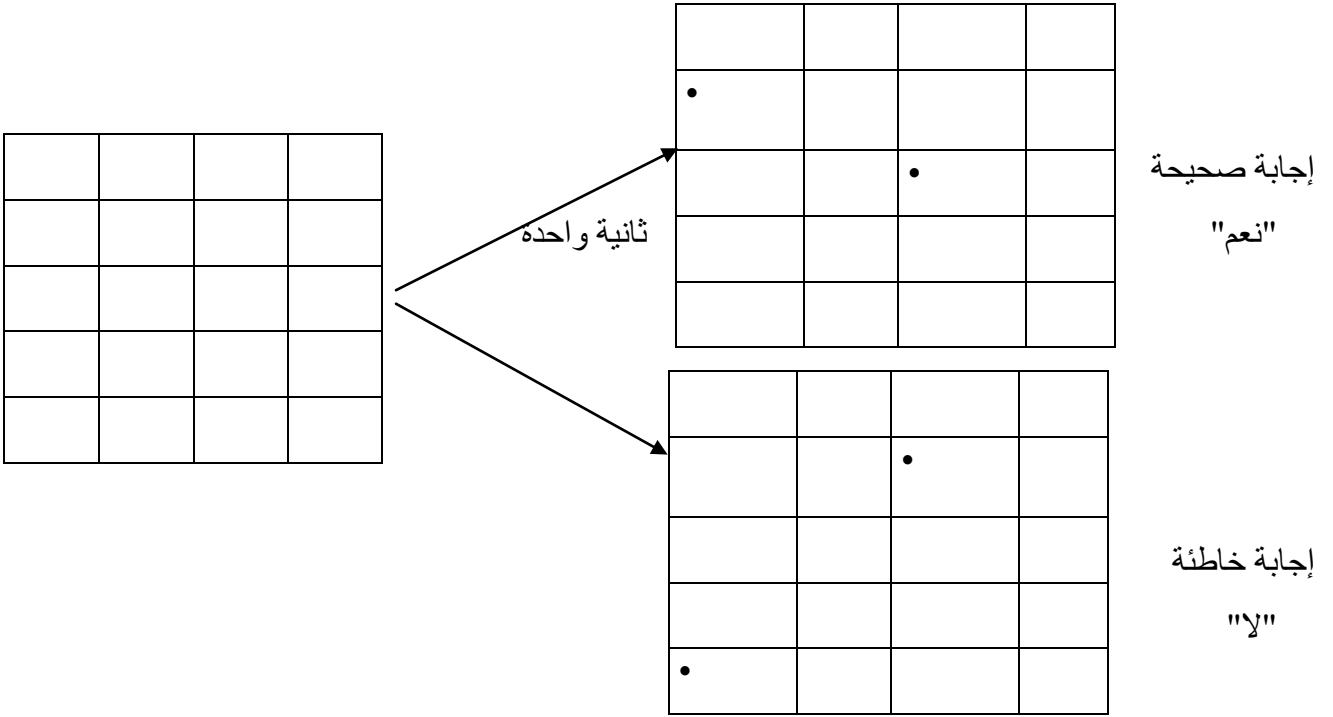 إجابة صحيحة
"نعم"
ثانية واحدة
إجابة خاطئة
"لا"